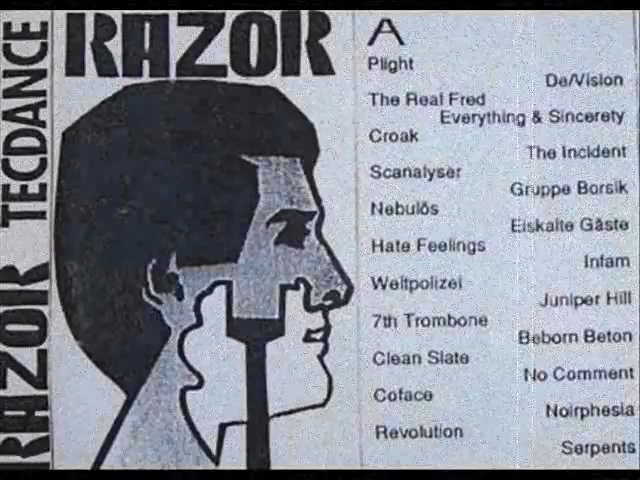 RAZOR TECDANCE
RAZOR
A
Plight
De/Vision
The Real Fred
Everything & Sincerety
Croak
The Incident
Scanalyser
Gruppe Borsik
Nebulös
Eiskalte Gäste
Hate Feelings
Infam
Weltpolizei
Juniper Hill
7th Trombone
Beborn Beton
Clean Slate
No Comment
Coface
Noirphesia
Revolution
Serpents